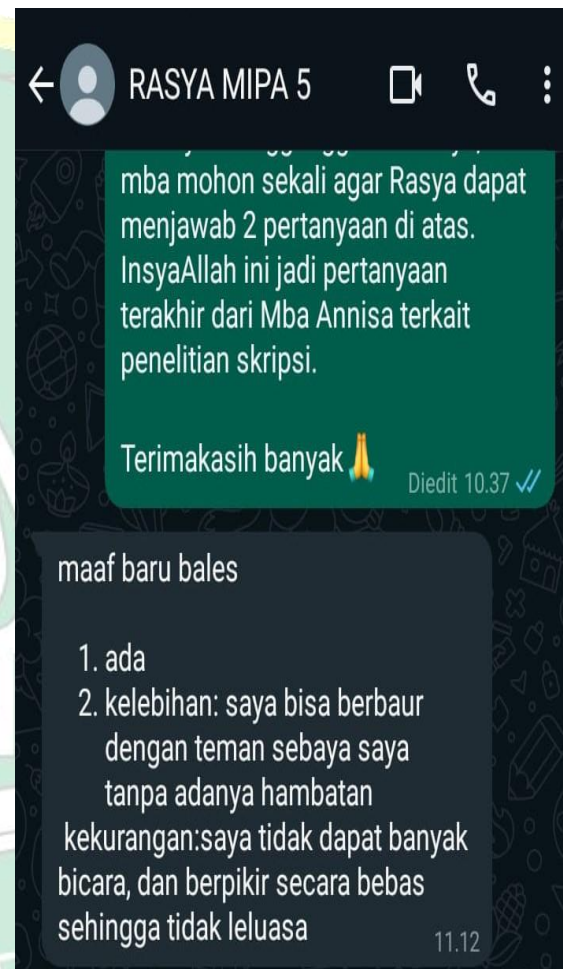 RASYA MIPA 5
mba mohon sekali agar Rasya dapat
menjawab 2 pertanyaan di atas.
InsyaAllah ini jadi pertanyaan
terakhir dari Mba Annisa terkait
penelitian skripsi.
Terimakasih banyak🙏
Diedit 10.37
maaf baru bales
1. ada
2. kelebihan: saya bisa berbaur
dengan teman sebaya saya
tanpa adanya hambatan
kekurangan:saya tidak dapat banyak
bicara, dan berpikir secara bebas
sehingga tidak leluasa
11.12